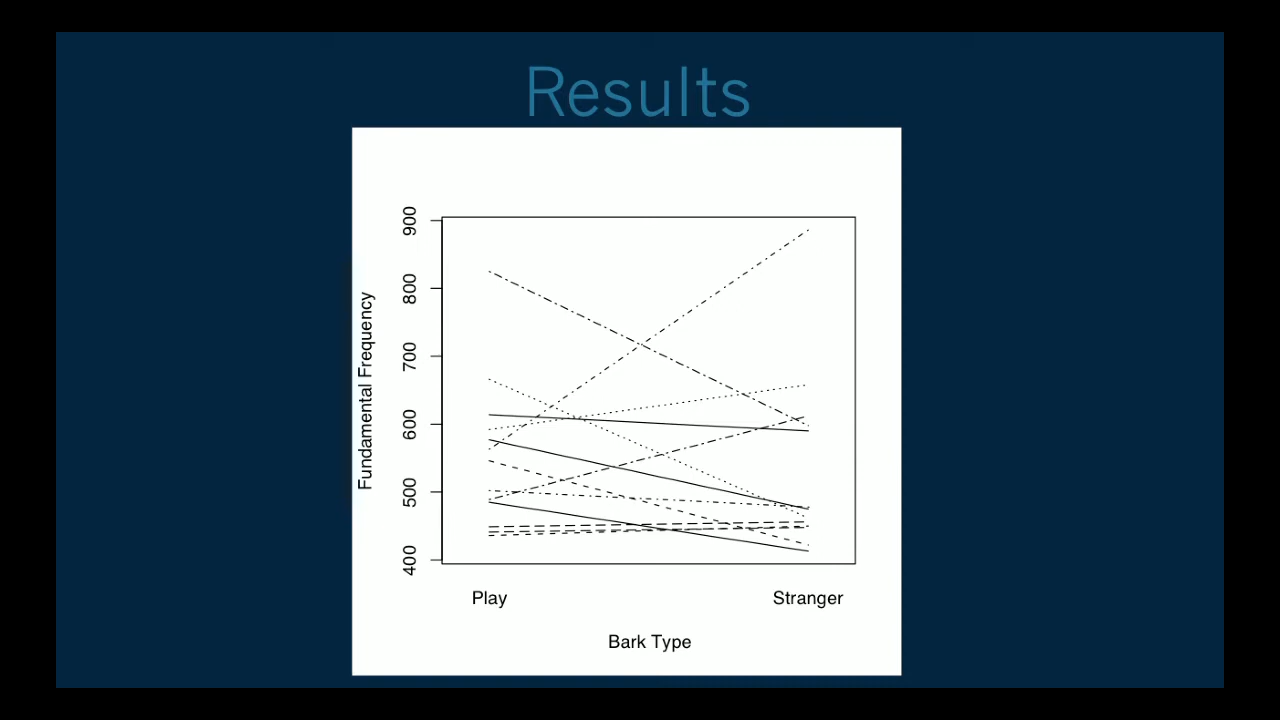 Results
900
800
700
600
500
400
Fundamental Frequency
Play
Stranger
Bark Type